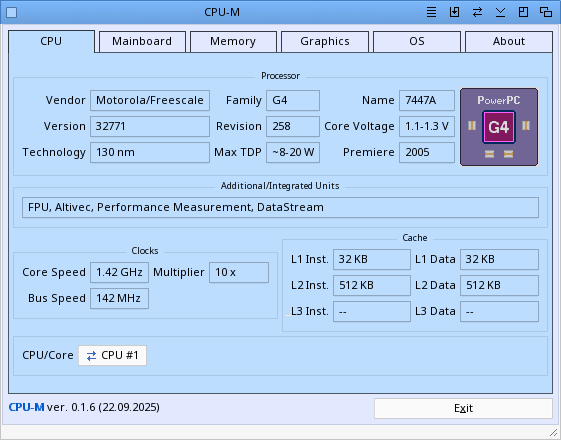 CPU-M
CPU Mainboard Memory Graphics OS About
Processor
Vendor Motorola/Freescale Family G4 Name 7447A
Version 32771 Revision 258 Core Voltage 1.1-1.3 V
Technology 130 nm Max TDP ~8-20 W Premiere 2005
PowerPC
G4
Additional/Integrated Units
FPU, Altivec, Performance Measurement, DataStream
Clocks
Core Speed 1.42 GHz Multiplier 10 x
Bus Speed 142 MHz
Cache
L1 Inst. 32 KB L1 Data 32 KB
L2 Inst. 512 KB L2 Data 512 KB
L3 Inst. -- L3 Data --
CPU/Core CPU #1
CPU-M ver. 0.1.6 (22.09.2025) Exit